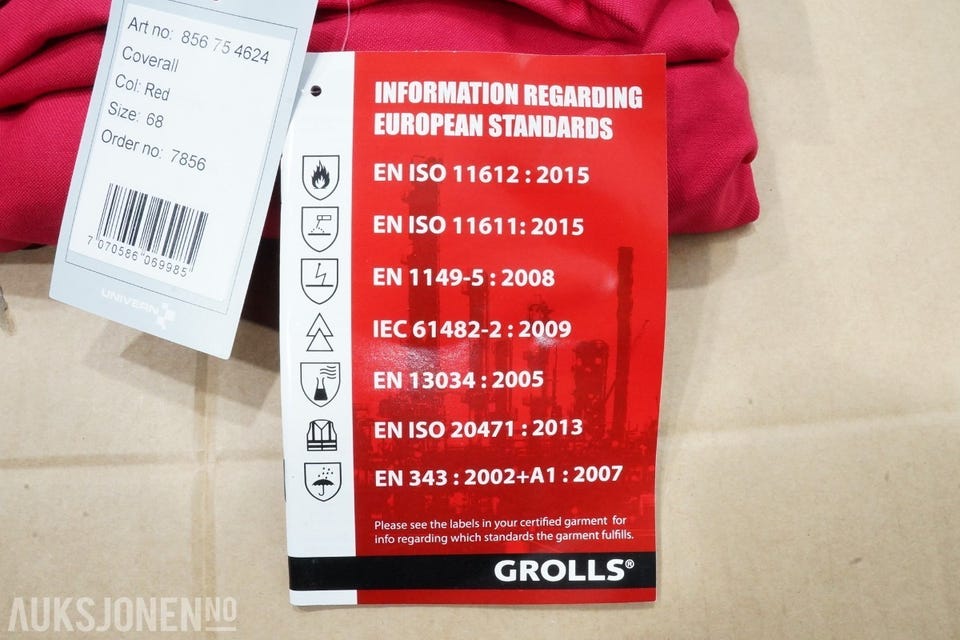 Art no: 856 75 4624
Coverall
Col: Red
Size: 68
Order no: 7856
7 070586 069985
UNIVERN
INFORMATION REGARDING
EUROPEAN STANDARDS
EN ISO 11612 : 2015
EN ISO 11611: 2015
EN 1149-5 : 2008
IEC 61482-2 : 2009
EN 13034 : 2005
EN ISO 20471 : 2013
EN 343 : 2002+A1 : 2007
Please see the labels in your certified garment for
info regarding which standards the garment fulfills.
GROLLS®
AUKSJONEN NO